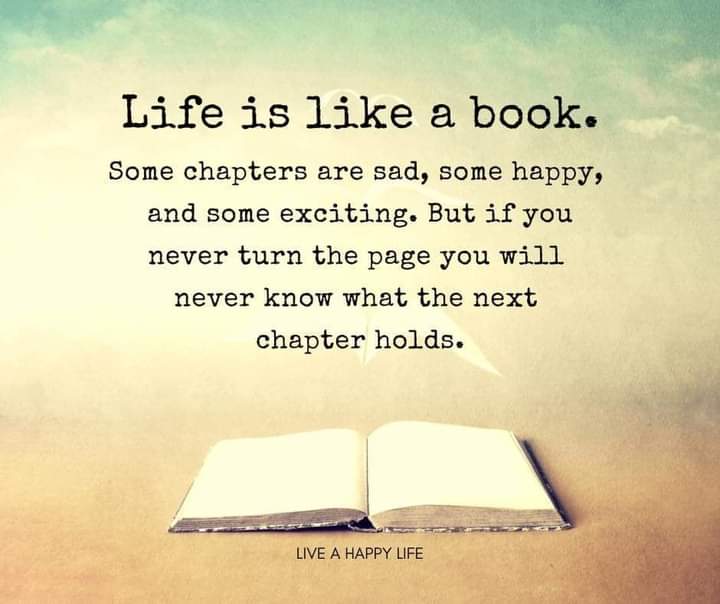 Life is like a book.
Some chapters are sad, some happy,
and some exciting. But if you
never turn the page you will
never know what the next
chapter holds.
LIVE A HAPPY LIFE